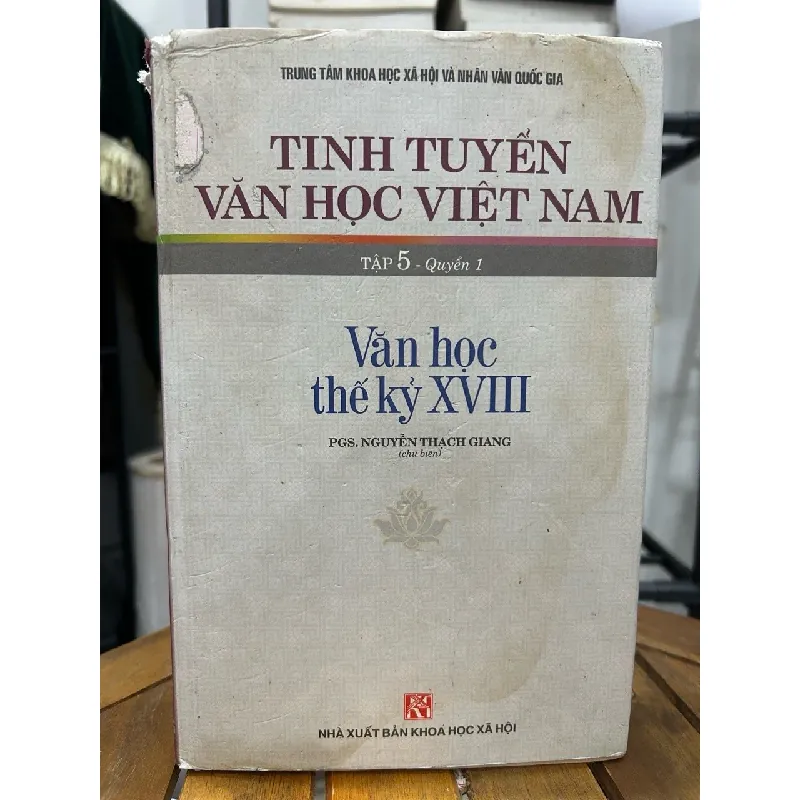 TRUNG TÂM KHOA HỌC XÃ HỘI VÀ NHÂN VĂN QUỐC GIA
TINH TUYỂN
VĂN HỌC VIỆT NAM
TẬP 5 - Quyển 1
Văn học
thế kỷ XVIII
PGS. NGUYỄN THẠCH GIANG
(chủ biên)
NHÀ XUẤT BẢN KHOA HỌC XÃ HỘI